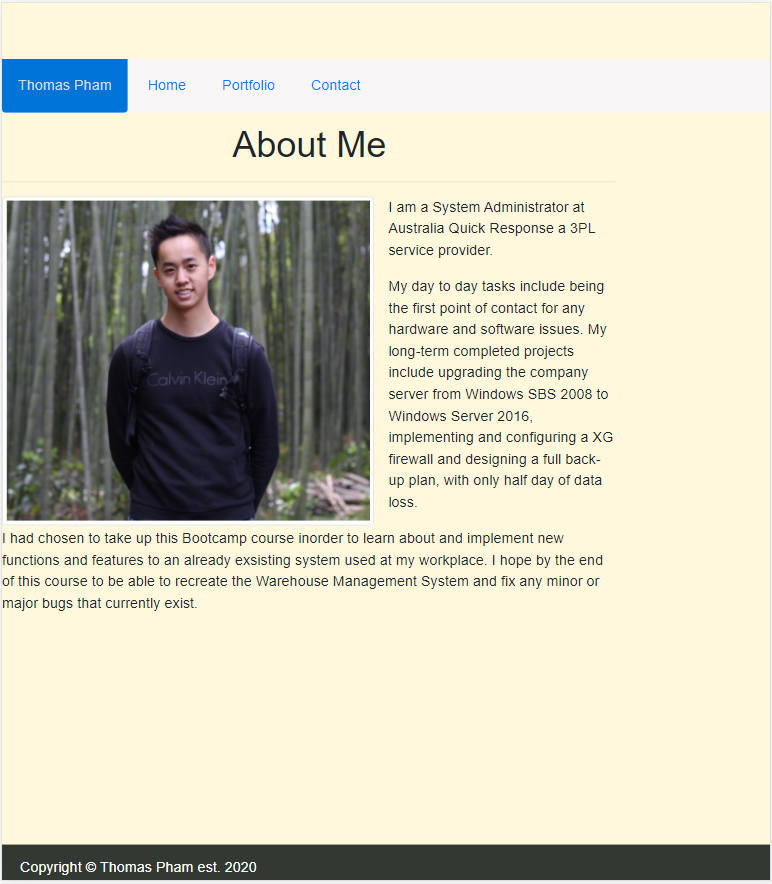 Thomas Pham Home Portfolio Contact
About Me
I am a System Administrator at
Australia Quick Response a 3PL
service provider.
My day to day tasks include being
the first point of contact for any
hardware and software issues. My
long-term completed projects
include upgrading the company
server from Windows SBS 2008 to
Windows Server 2016,
implementing and configuring a XG
firewall and designing a full back-
up plan, with only half day of data
loss.
Calvin Klein
I had chosen to take up this Bootcamp course inorder to learn about and implement new
functions and features to an already exsisting system used at my workplace. I hope by the end
of this course to be able to recreate the Warehouse Management System and fix any minor or
major bugs that currently exist.
Copyright © Thomas Pham est. 2020